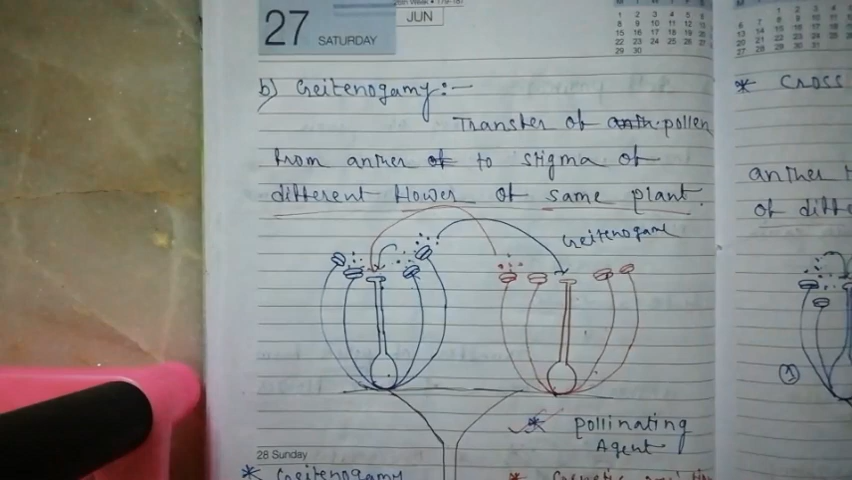 27 SATURDAY
JUN
b) Geitenogamy:-
Transfer of anth. pollen
from anther of to stigma of
different flower of same plant.
Geitenogame
* Pollinating
Agent
28 Sunday
* Geitenogamy
* CROSS
anther
of diffe